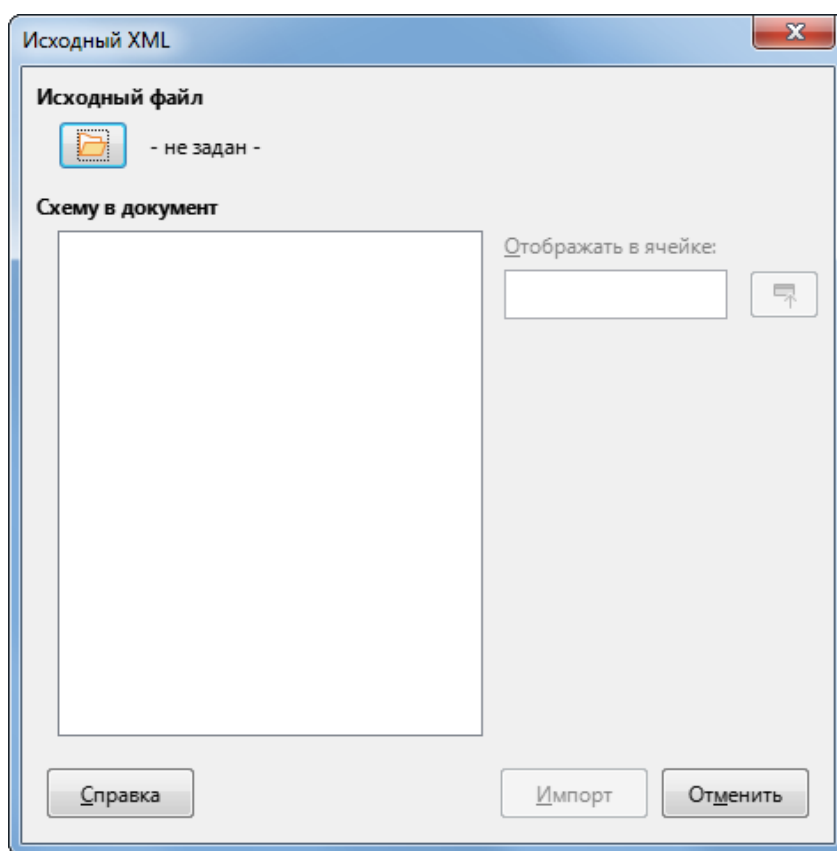 Исходный XML
Исходный файл
- не задан -
Схему в документ
Отображать в ячейке:
Справка
Импорт
Отменить